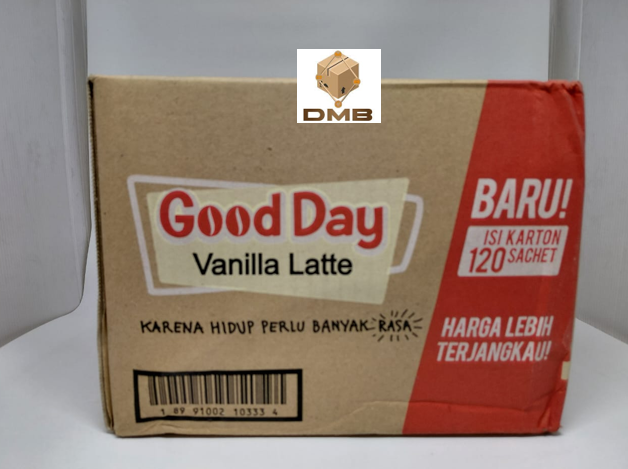 DMB
Good Day
Vanilla Latte
KARENA HIDUP PERLU BANYAK RASA
BARU!
ISI KARTON
120 SACHET
HARGA LEBIH
TERJANGKAU!
1 89 91002 10333 4